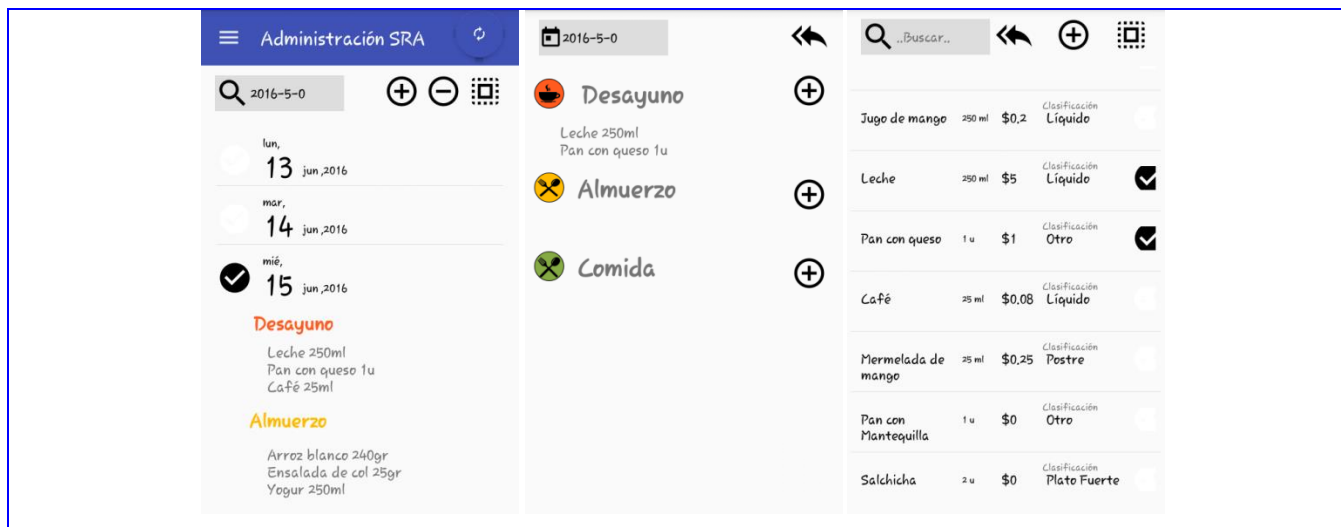 Administración SRA
2016-5-0
lun,
13 jun ,2016
mar,
14 jun ,2016
mié,
15 jun ,2016
Desayuno
Leche 250ml
Pan con queso 1u
Café 25ml
Almuerzo
Arroz blanco 240gr
Ensalada de col 25gr
Yogur 250ml
2016-5-0
Desayuno
Leche 250ml
Pan con queso 1u
Almuerzo
Comida
..Buscar..
Clasificación
Jugo de mango 250 ml $0,2 Líquido
Clasificación
Leche 250 ml $5 Líquido
Clasificación
Pan con queso 1 u $1 Otro
Clasificación
Café 25 ml $0,08 Líquido
Clasificación
Mermelada de 25 ml $0,25 Postre
mango
Clasificación
Pan con 1 u $0 Otro
Mantequilla
Clasificación
Salchicha 2 u $0 Plato Fuerte